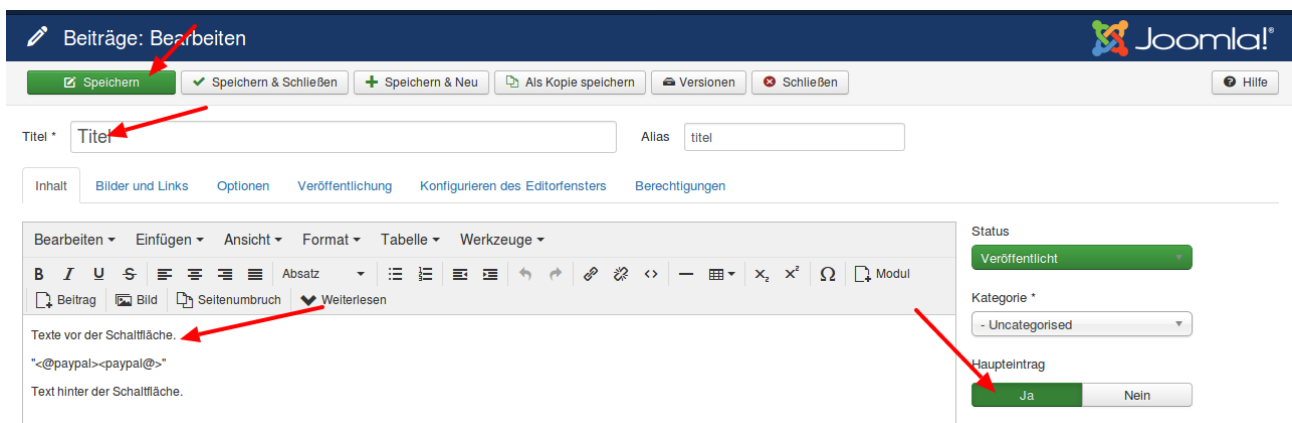 Beiträge: Bearbeiten
Joomla!®
Speichern
Speichern & Schließen
Speichern & Neu
Als Kopie speichern
Versionen
Schließen
Hilfe
Titel *
Titel
Alias
titel
Inhalt
Bilder und Links
Optionen
Veröffentlichung
Konfigurieren des Editorfensters
Berechtigungen
Bearbeiten
Einfügen
Ansicht
Format
Tabelle
Werkzeuge
B I U S Absatz x₂ x² Ω Modul
Beitrag
Bild
Seitenumbruch
Weiterlesen
Texte vor der Schaltfläche.
"<@paypal><paypal@>"
Text hinter der Schaltfläche.
Status
Veröffentlicht
Kategorie *
- Uncategorised
Haupteintrag
Ja
Nein